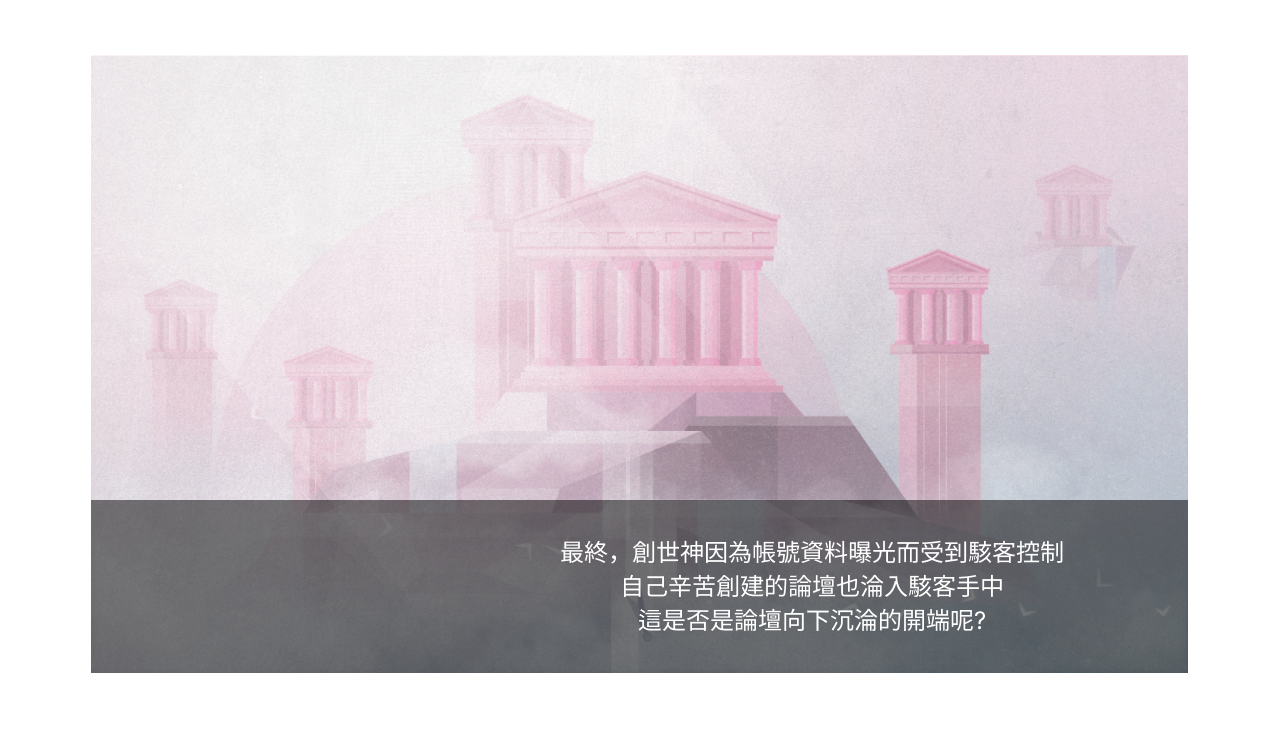 最終，創世神因為帳號資料曝光而受到駭客控制
自己辛苦創建的論壇也淪入駭客手中
這是否是論壇向下沉淪的開端呢?